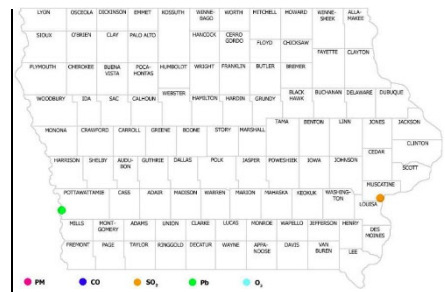 LYON OSCEOLA DICKINSON EMMET KOSSUTH WINNE-BAGO WORTH MITCHELL HOWARD WINNE-SHIEK ALLA-MAKEE
SIOUX O'BRIEN CLAY PALO ALTO HANCOCK CERRO GORDO FLOYD CHICKSAW
FAYETTE CLAYTON
PLYMOUTH CHEROKEE BUENA VISTA POCA-HONTAS HUMBOLDT WRIGHT FRANKLIN BUTLER BREMER
WOODBURY IDA SAC CALHOUN WEBSTER HAMILTON HARDIN GRUNDY BLACK HAWK BUCHANAN DELAWARE DUBUQUE
MONONA CRAWFORD CARROLL GREENE BOONE STORY MARSHALL TAMA BENTON LINN JONES JACKSON
CLINTON
CEDAR
HARRISON SHELBY AUDU-BON GUTHRIE DALLAS POLK JASPER POWESHIEK IOWA JOHNSON SCOTT
MUSCATINE
POTTAWATTAMIE CASS ADAIR MADISON WARREN MARION MAHASKA KEOKUK WASHING-TON LOUISA
MILLS MONT-GOMERY ADAMS UNION CLARKE LUCAS MONROE WAPELLO JEFFERSON HENRY DES MOINES
FREMONT PAGE TAYLOR RINGGOLD DECATUR WAYNE APPA-NOOSE DAVIS VAN BUREN LEE
PM CO SO₂ Pb O₃